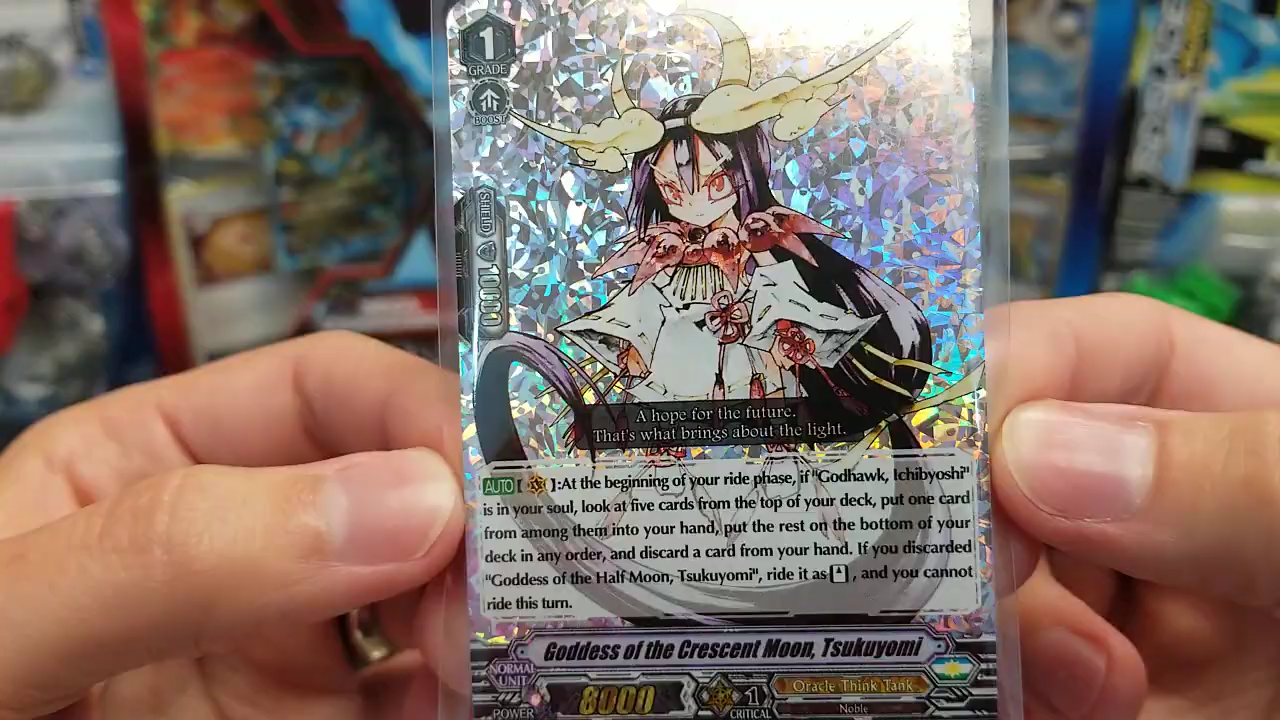 1
GRADE
BOOST
SHIELD
10000
A hope for the future.
That's what brings about the light.
AUTO [ ]:At the beginning of your ride phase, if "Godhawk, Ichibyoshi"
is in your soul, look at five cards from the top of your deck, put one card
from among them into your hand, put the rest on the bottom of your
deck in any order, and discard a card from your hand. If you discarded
"Goddess of the Half Moon, Tsukuyomi", ride it as , and you cannot
ride this turn.
Goddess of the Crescent Moon, Tsukuyomi
NORMAL
UNIT
POWER
8000
1
CRITICAL
Oracle Think Tank
Noble